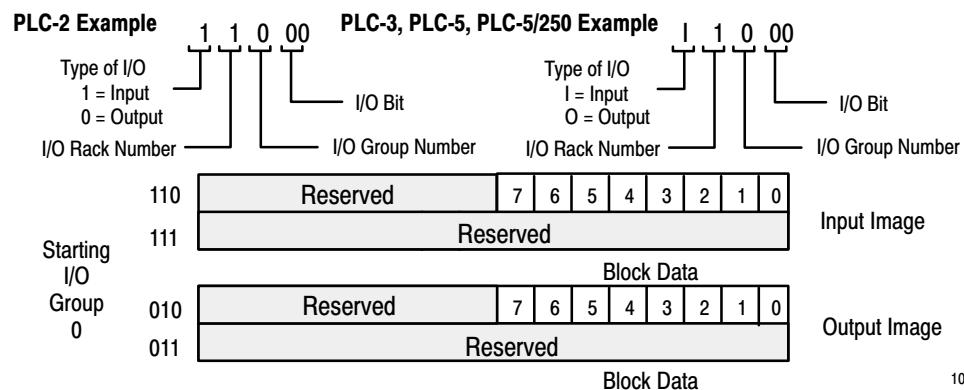 PLC-2 Example 1 1 0 00 PLC-3, PLC-5, PLC-5/250 Example I 1 0 00
Type of I/O
1 = Input
0 = Output
I/O Bit
I/O Rack Number
I/O Group Number
Type of I/O
I = Input
O = Output
I/O Bit
I/O Rack Number
I/O Group Number
110 Reserved 7 6 5 4 3 2 1 0
Input Image
111 Reserved
Block Data
Starting
I/O
Group
0
010 Reserved 7 6 5 4 3 2 1 0
Output Image
011 Reserved
Block Data
10